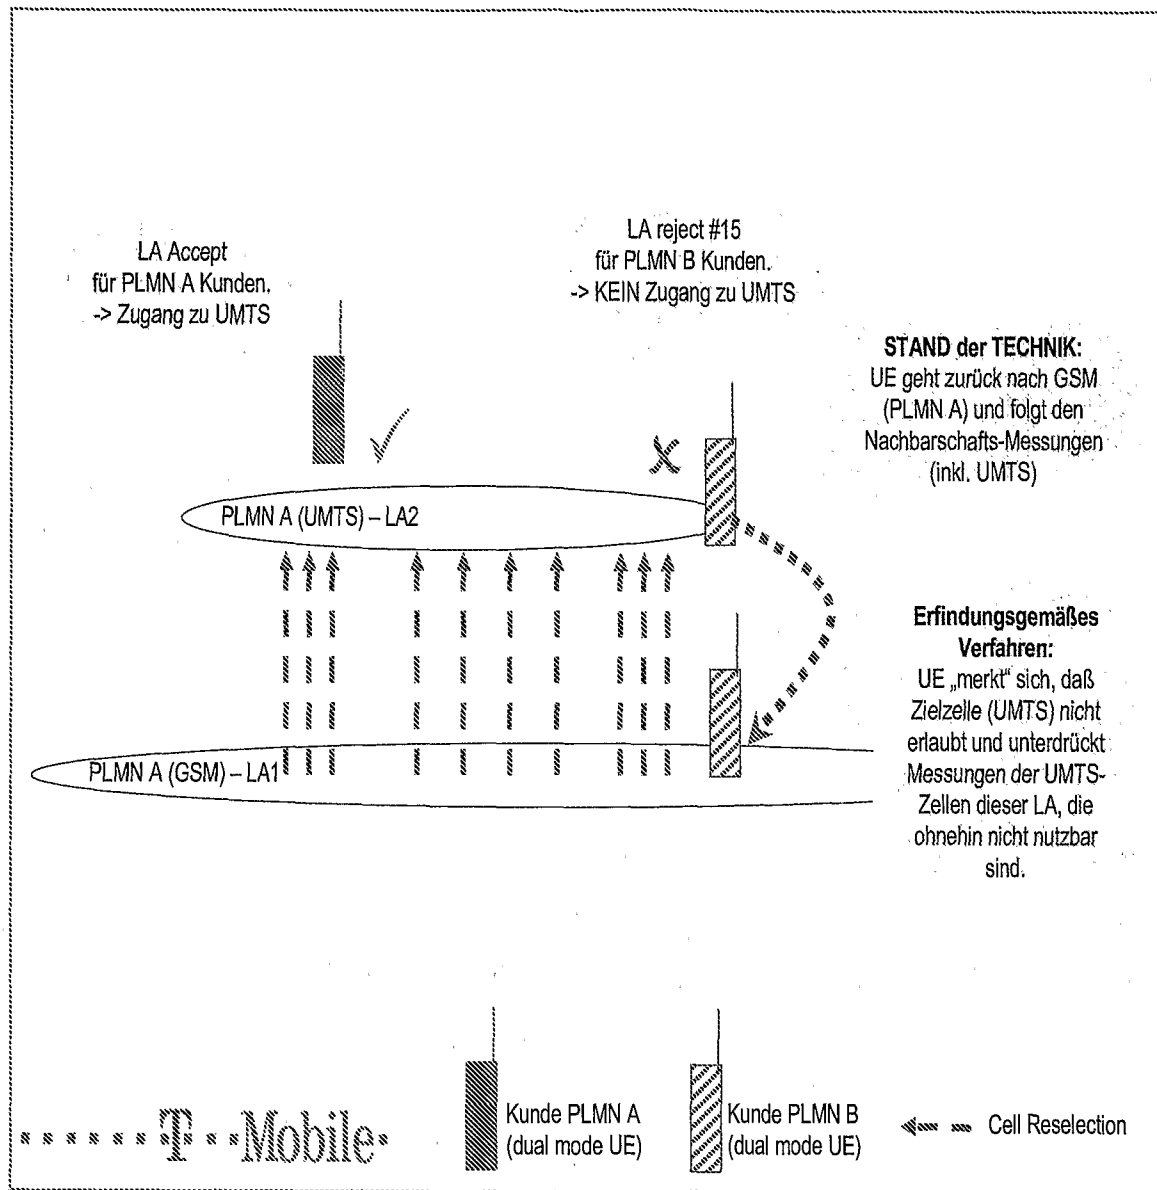 LA Accept
für PLMN A Kunden.
-> Zugang zu UMTS
LA reject #15
für PLMN B Kunden.
-> KEIN Zugang zu UMTS
STAND der TECHNIK:
UE geht zurück nach GSM
(PLMN A) und folgt den
Nachbarschafts-Messungen
(inkl. UMTS)
PLMN A (UMTS) – LA2
Erfindungsgemäßes
Verfahren:
UE „merkt“ sich, daß
Zielzelle (UMTS) nicht
erlaubt und unterdrückt
Messungen der UMTS-
Zellen dieser LA, die
ohnehin nicht nutzbar
sind.
PLMN A (GSM) – LA1
T Mobile
Kunde PLMN A
(dual mode UE)
Kunde PLMN B
(dual mode UE)
Cell Reselection